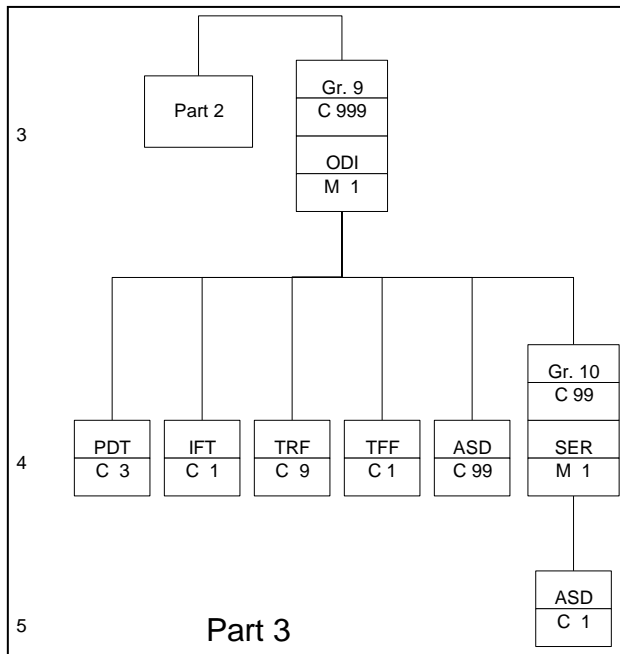 Part 2
Gr. 9
C 999
ODI
M 1
3
Gr. 10
C 99
PDT
IFT
TRF
TFF
ASD
SER
C 3
C 1
C 9
C 1
C 99
M 1
4
ASD
C 1
5
Part 3